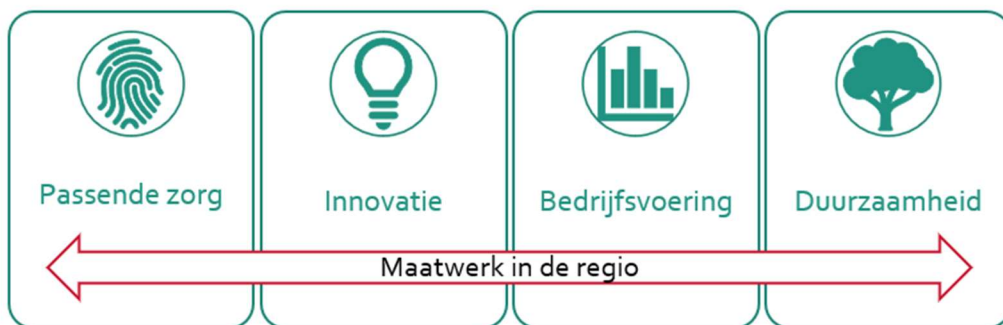 Passende zorg
Innovatie
Bedrijfsvoering
Duurzaamheid
Maatwerk in de regio